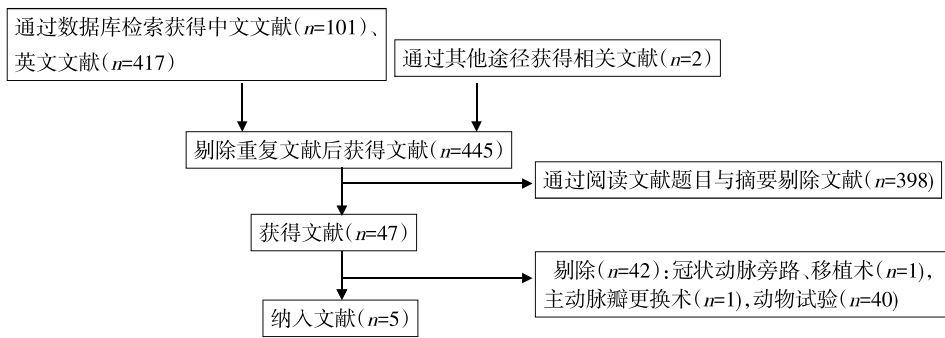 通过数据库检索获得中文文献(n=101)、
英文文献(n=417)
通过其他途径获得相关文献(n=2)
剔除重复文献后获得文献(n=445)
通过阅读文献题目与摘要剔除文献(n=398)
获得文献(n=47)
剔除(n=42):冠状动脉旁路、移植术(n=1),
主动脉瓣更换术(n=1),动物试验(n=40)
纳入文献(n=5)